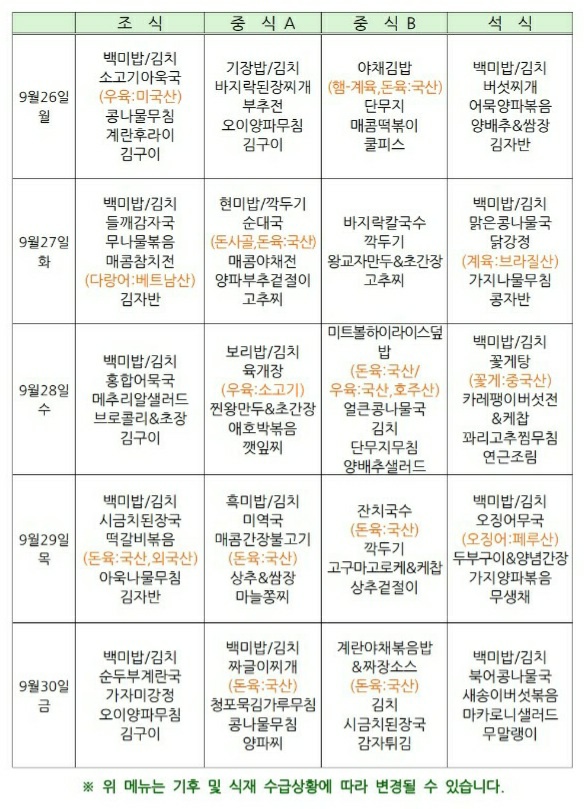 조 식
중 식 A
중 식 B
석 식
9월26일
월
백미밥/김치
소고기아욱국
(우육:미국산)
콩나물무침
계란후라이
김구이
기장밥/김치
바지락된장찌개
부추전
오이양파무침
김구이
야채김밥
(햄-계육,돈육:국산)
단무지
매콤떡볶이
쿨피스
백미밥/김치
버섯찌개
어묵양파볶음
양배추&쌈장
김자반
9월27일
화
백미밥/김치
들깨감자국
무나물볶음
매콤참치전
(다랑어:베트남산)
김자반
현미밥/깍두기
순대국
(돈사골,돈육:국산)
매콤야채전
양파부추겉절이
고추찌
바지락칼국수
깍두기
왕교자만두&초간장
고추찌
백미밥/김치
맑은콩나물국
닭강정
(계육:브라질산)
가지나물무침
콩자반
9월28일
수
백미밥/김치
홍합어묵국
메추리알샐러드
브로콜리&초장
김구이
보리밥/김치
육개장
(우육:소고기)
찐왕만두&초간장
애호박볶음
깻잎찌
미트볼하이라이스덮
밥
(돈육:국산/
우육:국산,호주산)
얼큰콩나물국
김치
단무지무침
양배추샐러드
백미밥/김치
꽃게탕
(꽃게:중국산)
카레팽이버섯전
&케찹
꽈리고추찜무침
연근조림
9월29일
목
백미밥/김치
시금치된장국
떡갈비볶음
(돈육:국산,외국산)
아욱나물무침
김자반
흑미밥/김치
미역국
매콤간장불고기
(돈육:국산)
상추&쌈장
마늘쫑찌
잔치국수
(돈육:국산)
깍두기
고구마고로케&케찹
상추겉절이
백미밥/김치
오징어무국
(오징어:페루산)
두부구이&양념간장
가지양파볶음
무생채
9월30일
금
백미밥/김치
순두부계란국
가자미강정
오이양파무침
김구이
백미밥/김치
짜글이찌개
(돈육:국산)
청포묵김가루무침
콩나물무침
양파찌
계란야채볶음밥
&짜장소스
(돈육:국산)
김치
시금치된장국
감자튀김
백미밥/김치
북어콩나물국
새송이버섯볶음
마카로니샐러드
무말랭이
※ 위 메뉴는 기후 및 식재 수급상황에 따라 변경될 수 있습니다.